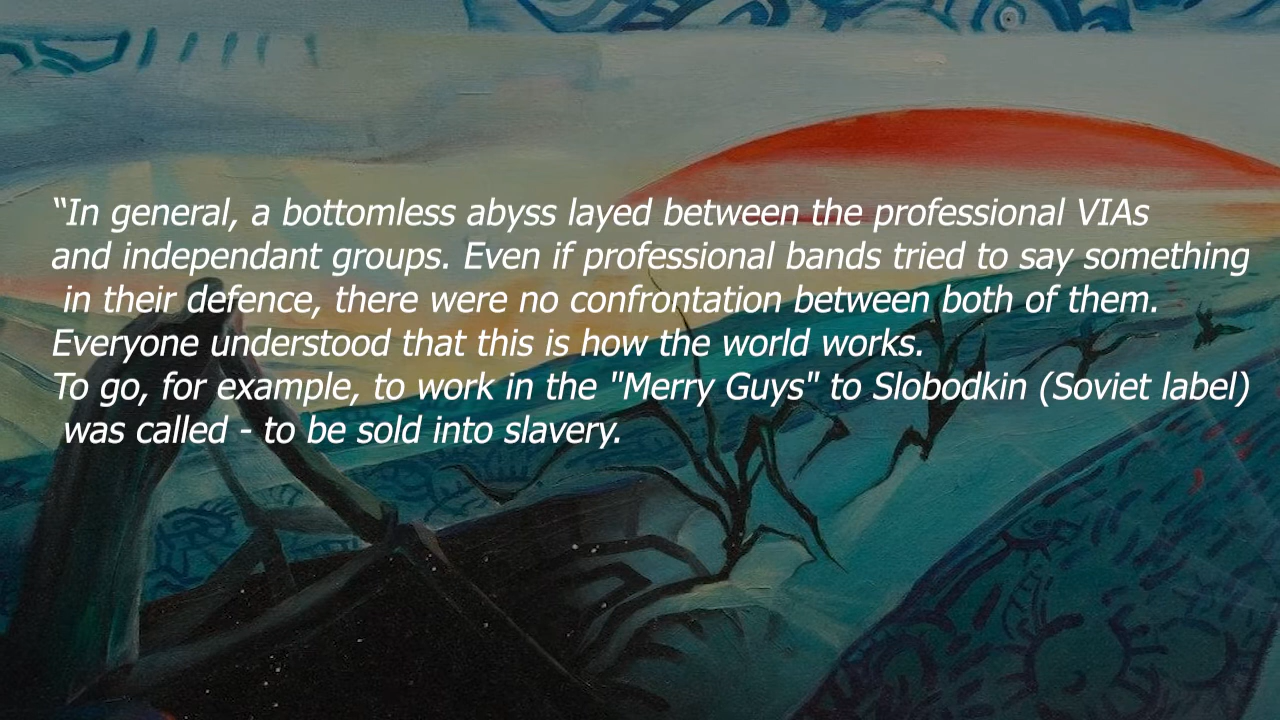 “In general, a bottomless abyss layed between the professional VIAs
and independant groups. Even if professional bands tried to say something
in their defence, there were no confrontation between both of them.
Everyone understood that this is how the world works.
To go, for example, to work in the "Merry Guys" to Slobodkin (Soviet label)
was called - to be sold into slavery.